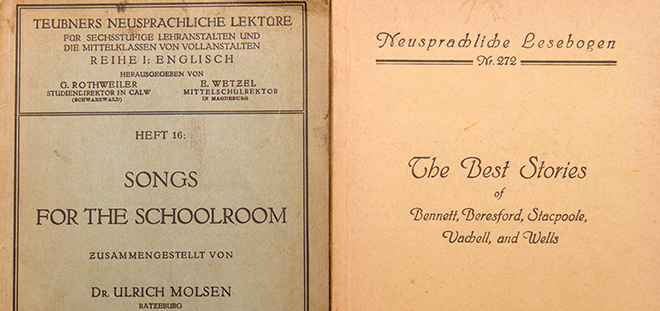 TEUBNERS NEUSPRACHLICHE LEKTÜRE
FÜR SECHSSTUFIGE LEHRANSTALTEN UND
DIE MITTELKLASSEN VON VOLLANSTALTEN
REIHE I: ENGLISCH
HERAUSGEGEBEN VON
G. ROTHWEILER
STUDIENDIREKTOR IN CALW
(SCHWARZWALD)
E. WETZEL
MITTELSCHULREKTOR
IN MAGDEBURG
HEFT 16:
SONGS
FOR THE SCHOOLROOM
ZUSAMMENGESTELLT VON
DR. ULRICH MOLSEN
RATZEBURG
Neusprachliche Lesebogen
Nr. 272
The Best Stories
of
Bennett, Beresford, Stacpoole,
Vachell, and Wells